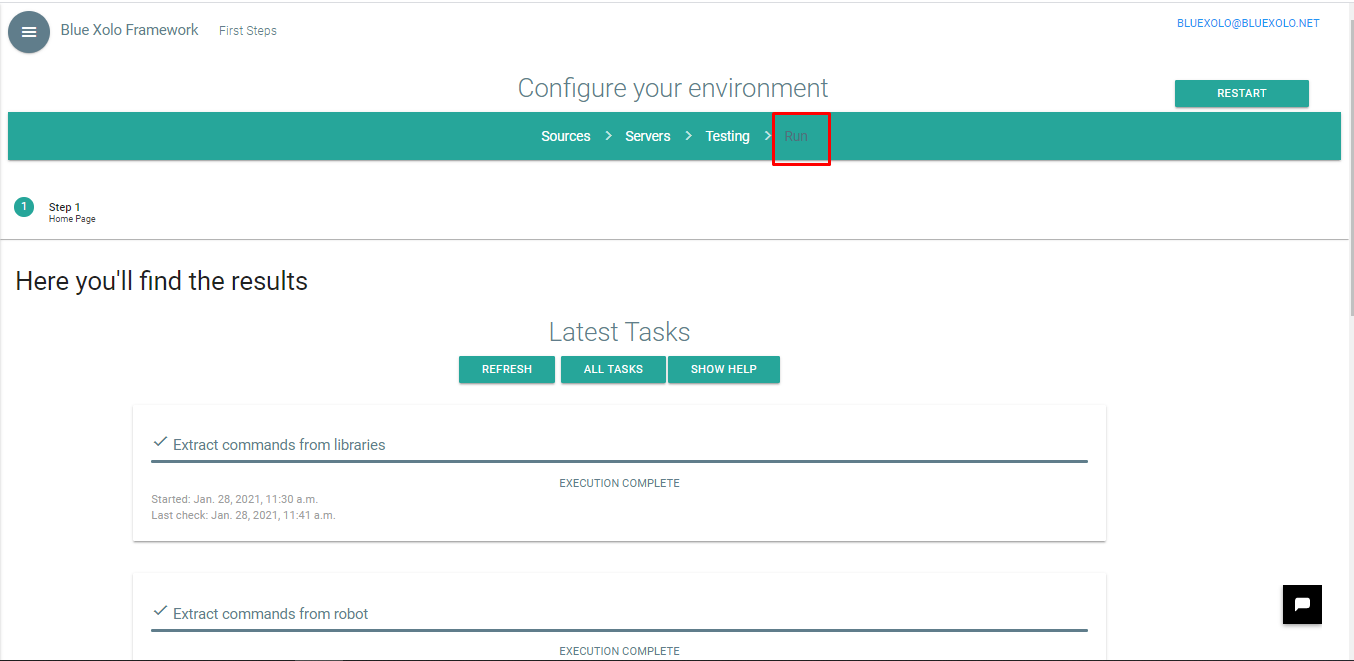 Blue Xolo Framework First Steps BLUEXOLO@BLUEXOLO.NET
Configure your environment
RESTART
Sources > Servers > Testing > Run
1 Step 1
Home Page
Here you'll find the results
Latest Tasks
REFRESH ALL TASKS SHOW HELP
Extract commands from libraries
EXECUTION COMPLETE
Started: Jan. 28, 2021, 11:30 a.m.
Last check: Jan. 28, 2021, 11:41 a.m.
Extract commands from robot
EXECUTION COMPLETE